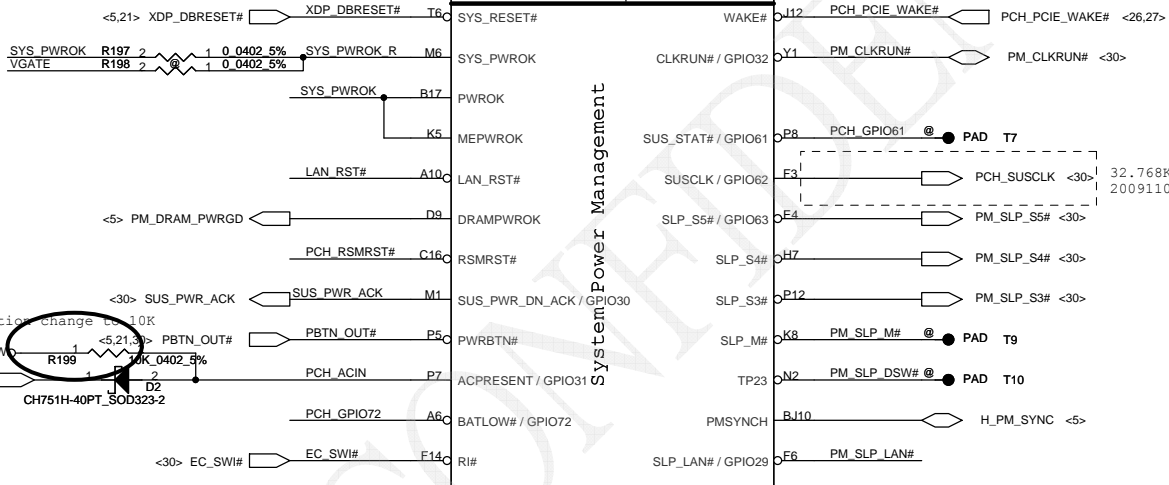 <5,21> XDP_DBRESET# XDP_DBRESET# T6 SYS_RESET# WAKE# J12 PCH_PCIE_WAKE# PCH_PCIE_WAKE# <26,27>
SYS_PWROK R197 2 1 0_0402_5% SYS_PWROK_R M6 SYS_PWROK CLKRUN# / GPIO32 Y1 PM_CLKRUN# PM_CLKRUN# <30>
VGATE R198 2 @ 1 0_0402_5%
SYS_PWROK B17 PWROK
K5 MEPWROK SUS_STAT# / GPIO61 P8 PCH_GPIO61 @ PAD T7
LAN_RST# A10 LAN_RST# SUSCLK / GPIO62 F3 PCH_SUSCLK <30> 32.768K
2009110
<5> PM_DRAM_PWRGD D9 DRAMPWROK SLP_S5# / GPIO63 E4 PM_SLP_S5# <30>
PCH_RSMRST# C16 RSMRST# SLP_S4# H7 PM_SLP_S4# <30>
<30> SUS_PWR_ACK SUS_PWR_ACK M1 SUS_PWR_DN_ACK / GPIO30 SLP_S3# P12 PM_SLP_S3# <30>
change to 10K
<5,21,30> PBTN_OUT# PBTN_OUT# P5 PWRBTN# SLP_M# K8 PM_SLP_M# @ PAD T9
R199 1 10K_0402_5%
1 2 D2 PCH_ACIN P7 ACPRESENT / GPIO31 TP23 N2 PM_SLP_DSW# @ PAD T10
CH751H-40PT_SOD323-2
PCH_GPIO72 A6 BATLOW# / GPIO72 PMSYNCH BJ10 H_PM_SYNC <5>
<30> EC_SWI# EC_SWI# F14 RI# SLP_LAN# / GPIO29 F6 PM_SLP_LAN#
System Power Management
CONFIDE